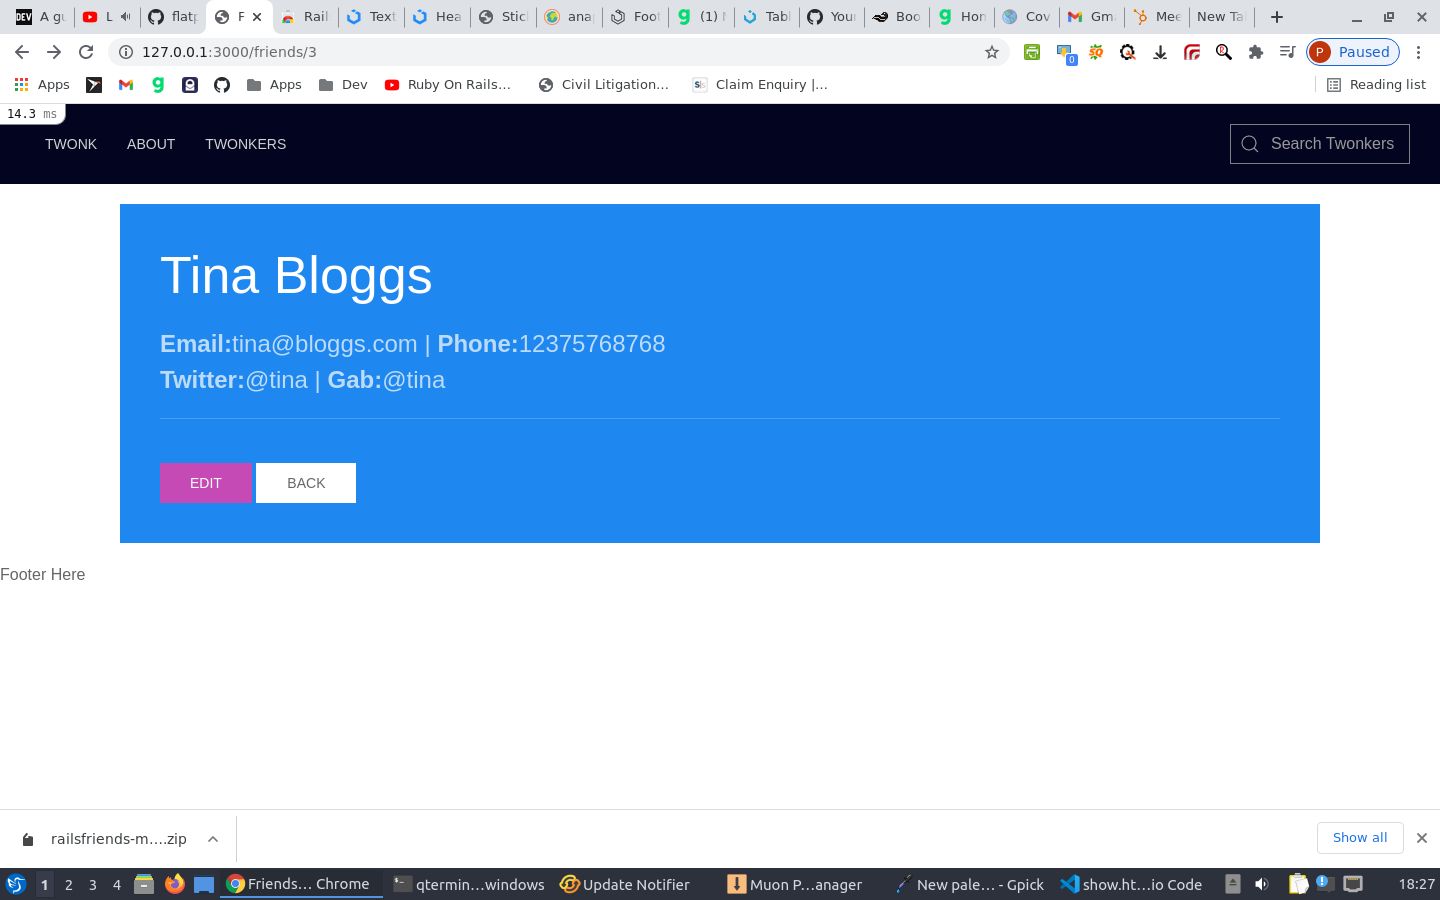 DEV A gu L flatp F Rail Text Hea Stic ana Foot (1) Tabl Your Boo Hon Cov Gma Mee New Ta
127.0.0.1:3000/friends/3 0 P Paused
Apps Apps Dev Ruby On Rails... Civil Litigation... Claim Enquiry |... Reading list
14.3 ms
TWONK ABOUT TWONKERS Search Twonkers
Tina Bloggs
Email:tina@bloggs.com | Phone:12375768768
Twitter:@tina | Gab:@tina
EDIT BACK
Footer Here
railsfriends-m....zip Show all
1 2 3 4 Friends... Chrome qtermin...windows Update Notifier Muon P...anager New pale... - Gpick show.ht...io Code 18:27